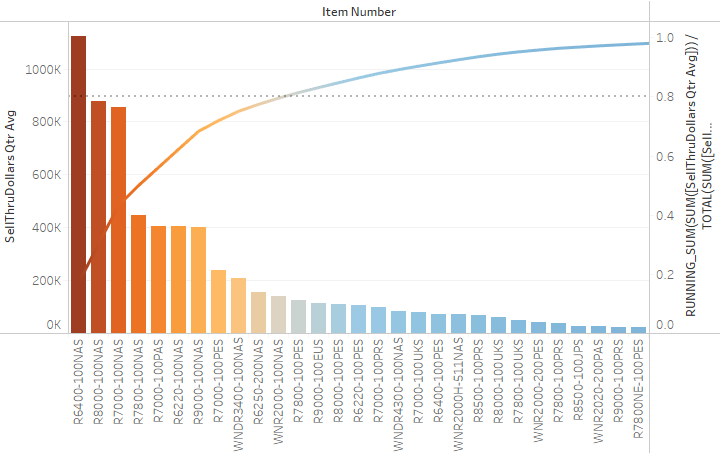 Item Number
SellThruDollars Qtr Avg
1000K
800K
600K
400K
200K
0K
1.0
0.8
0.6
0.4
0.2
0.0
RUNNING_SUM(SUM([SellThruDollars Qtr Avg]))/
TOTAL(SUM([Sell...
R6400-100NAS
R8000-100NAS
R7000-100NAS
R7800-100NAS
R7000-100PAS
R6220-100NAS
R9000-100NAS
R7000-100PES
WNDR3400-100NAS
R6250-200NAS
WNR2000-100NAS
R7800-100PES
R9000-100EUS
R8000-100PES
R6220-100PES
R7000-100PRS
WNDR4300-100NAS
R7000-100UKS
R6400-100PES
WNR2000H-511NAS
R8500-100PRS
R8000-100UKS
R7800-100UKS
WNR2000-200PES
R7800-100PRS
R8500-100JPS
WNR2020-200PAS
R9000-100PRS
R7800NE-100PES